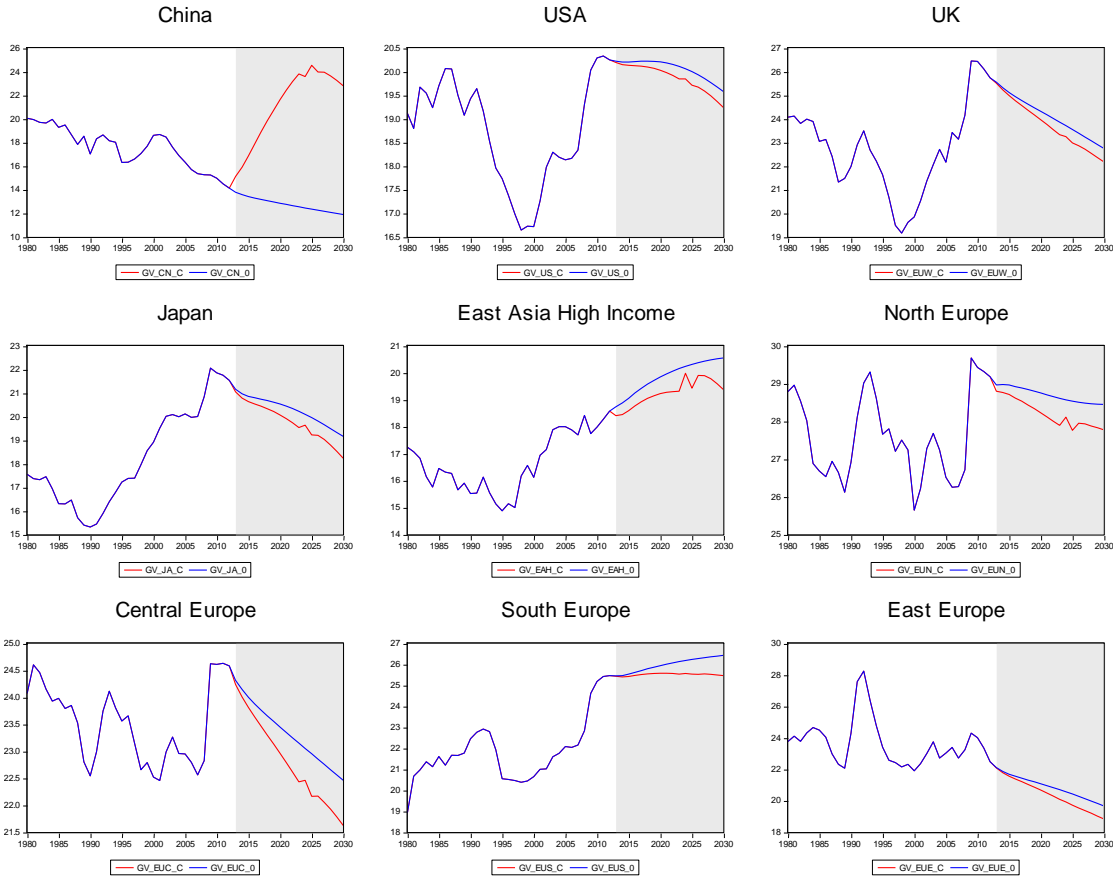 China
26
24
22
20
18
16
14
12
10
1980 1985 1990 1995 2000 2005 2010 2015 2020 2025 2030
GV_CN_C GV_CN_0
USA
20.5
20.0
19.5
19.0
18.5
18.0
17.5
17.0
16.5
1980 1985 1990 1995 2000 2005 2010 2015 2020 2025 2030
GV_US_C GV_US_0
UK
27
26
25
24
23
22
21
20
19
1980 1985 1990 1995 2000 2005 2010 2015 2020 2025 2030
GV_EUW_C GV_EUW_0
Japan
23
22
21
20
19
18
17
16
15
1980 1985 1990 1995 2000 2005 2010 2015 2020 2025 2030
GV_JA_C GV_JA_0
East Asia High Income
21
20
19
18
17
16
15
14
1980 1985 1990 1995 2000 2005 2010 2015 2020 2025 2030
GV_EAH_C GV_EAH_0
North Europe
30
29
28
27
26
25
1980 1985 1990 1995 2000 2005 2010 2015 2020 2025 2030
GV_EUN_C GV_EUN_0
Central Europe
25.0
24.5
24.0
23.5
23.0
22.5
22.0
21.5
1980 1985 1990 1995 2000 2005 2010 2015 2020 2025 2030
GV_EUC_C GV_EUC_0
South Europe
27
26
25
24
23
22
21
20
19
18
1980 1985 1990 1995 2000 2005 2010 2015 2020 2025 2030
GV_EUS_C GV_EUS_0
East Europe
30
28
26
24
22
20
18
1980 1985 1990 1995 2000 2005 2010 2015 2020 2025 2030
GV_EUE_C GV_EUE_0